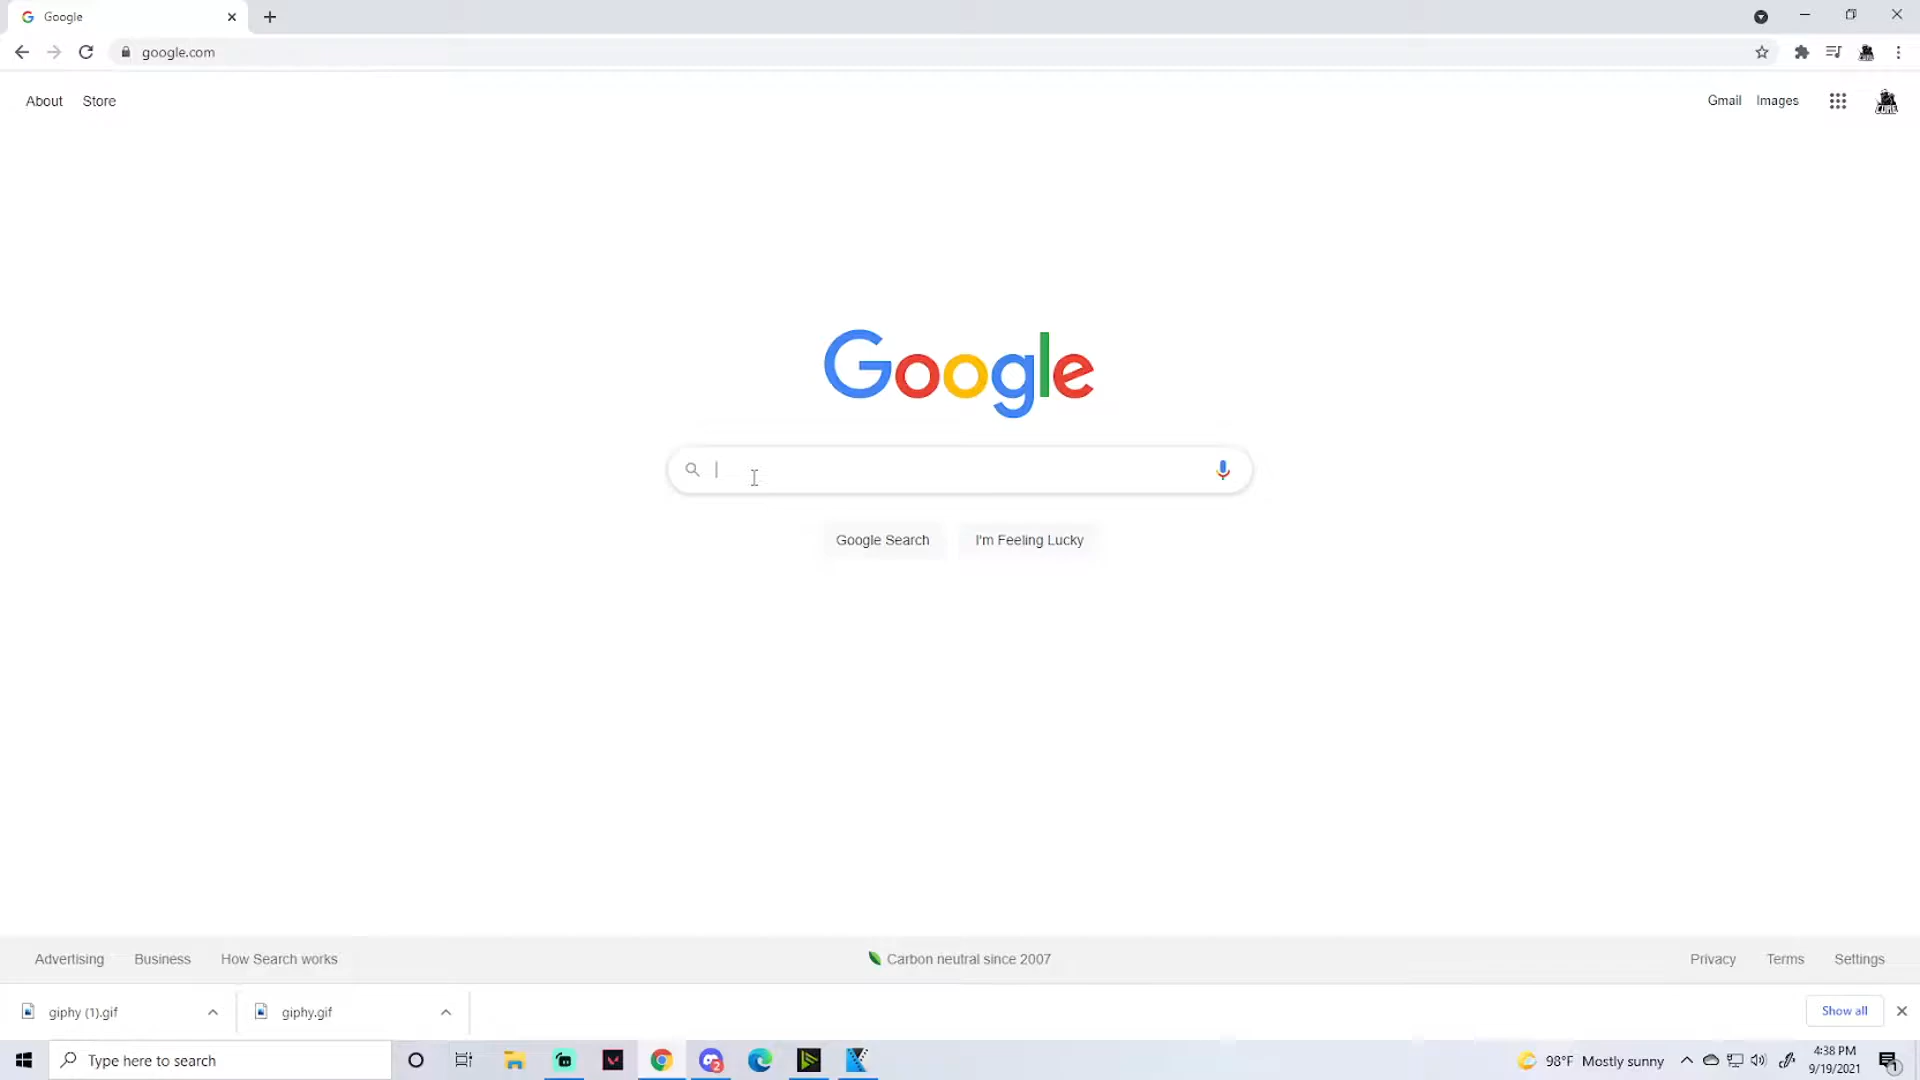 Google
google.com
About Store
Gmail Images
Google
Google Search I'm Feeling Lucky
Advertising Business How Search works
Carbon neutral since 2007
Privacy Terms Settings
giphy (1).gif
giphy.gif
Show all
Type here to search
2
98°F Mostly sunny
4:38 PM
9/19/2021
1